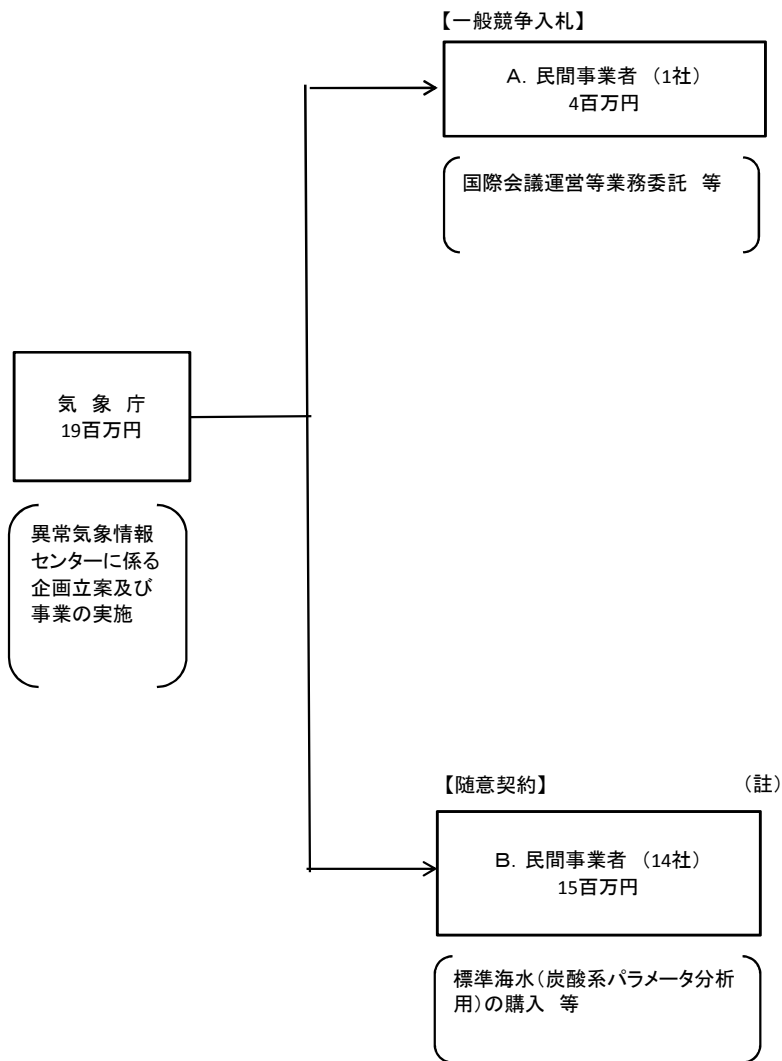 【一般競争入札】
A. 民間事業者 (1社)
4百万円
国際会議運営等業務委託 等
気 象 庁
19百万円
異常気象情報
センターに係る
企画立案及び
事業の実施
【随意契約】 (註)
B. 民間事業者 (14社)
15百万円
標準海水(炭酸系パラメータ分析
用)の購入 等